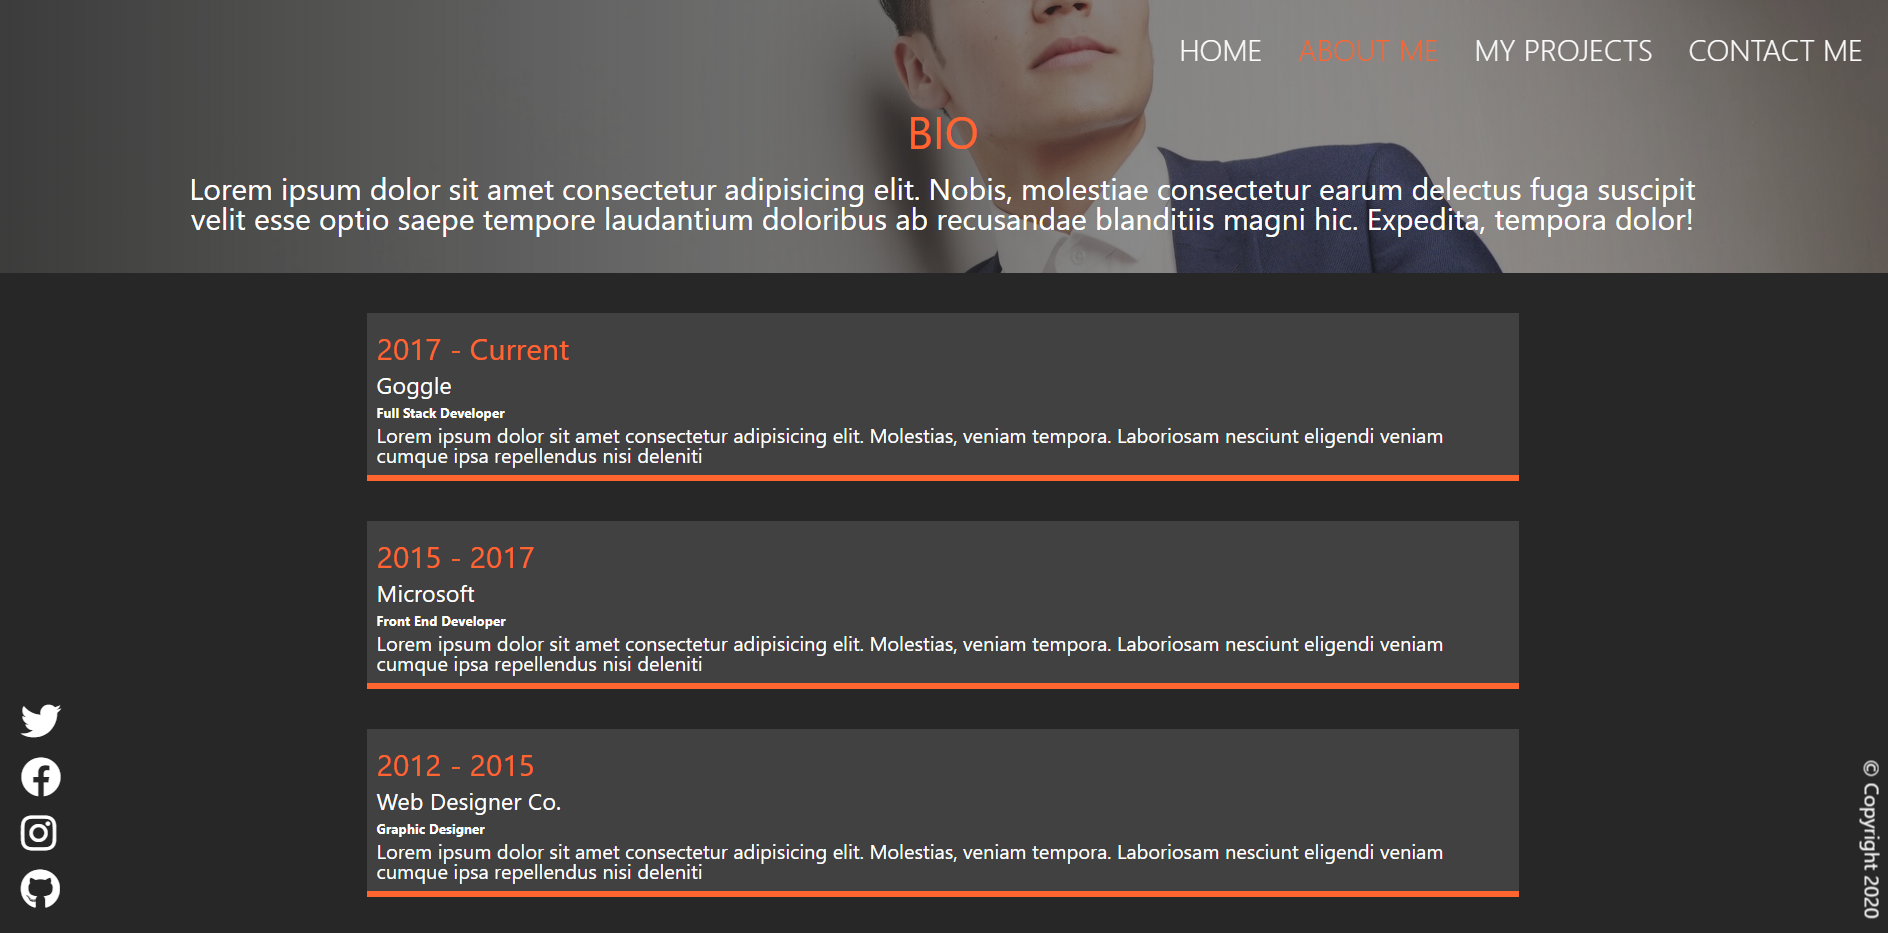 HOME ABOUT ME MY PROJECTS CONTACT ME
BIO
Lorem ipsum dolor sit amet consectetur adipisicing elit. Nobis, molestiae consectetur earum delectus fuga suscipit
velit esse optio saepe tempore laudantium doloribus ab recusandae blanditiis magni hic. Expedita, tempora dolor!
2017 - Current
Goggle
Full Stack Developer
Lorem ipsum dolor sit amet consectetur adipisicing elit. Molestias, veniam tempora. Laboriosam nesciunt eligendi veniam
cumque ipsa repellendus nisi deleniti
2015 - 2017
Microsoft
Front End Developer
Lorem ipsum dolor sit amet consectetur adipisicing elit. Molestias, veniam tempora. Laboriosam nesciunt eligendi veniam
cumque ipsa repellendus nisi deleniti
2012 - 2015
Web Designer Co.
Graphic Designer
Lorem ipsum dolor sit amet consectetur adipisicing elit. Molestias, veniam tempora. Laboriosam nesciunt eligendi veniam
cumque ipsa repellendus nisi deleniti
© Copyright 2020